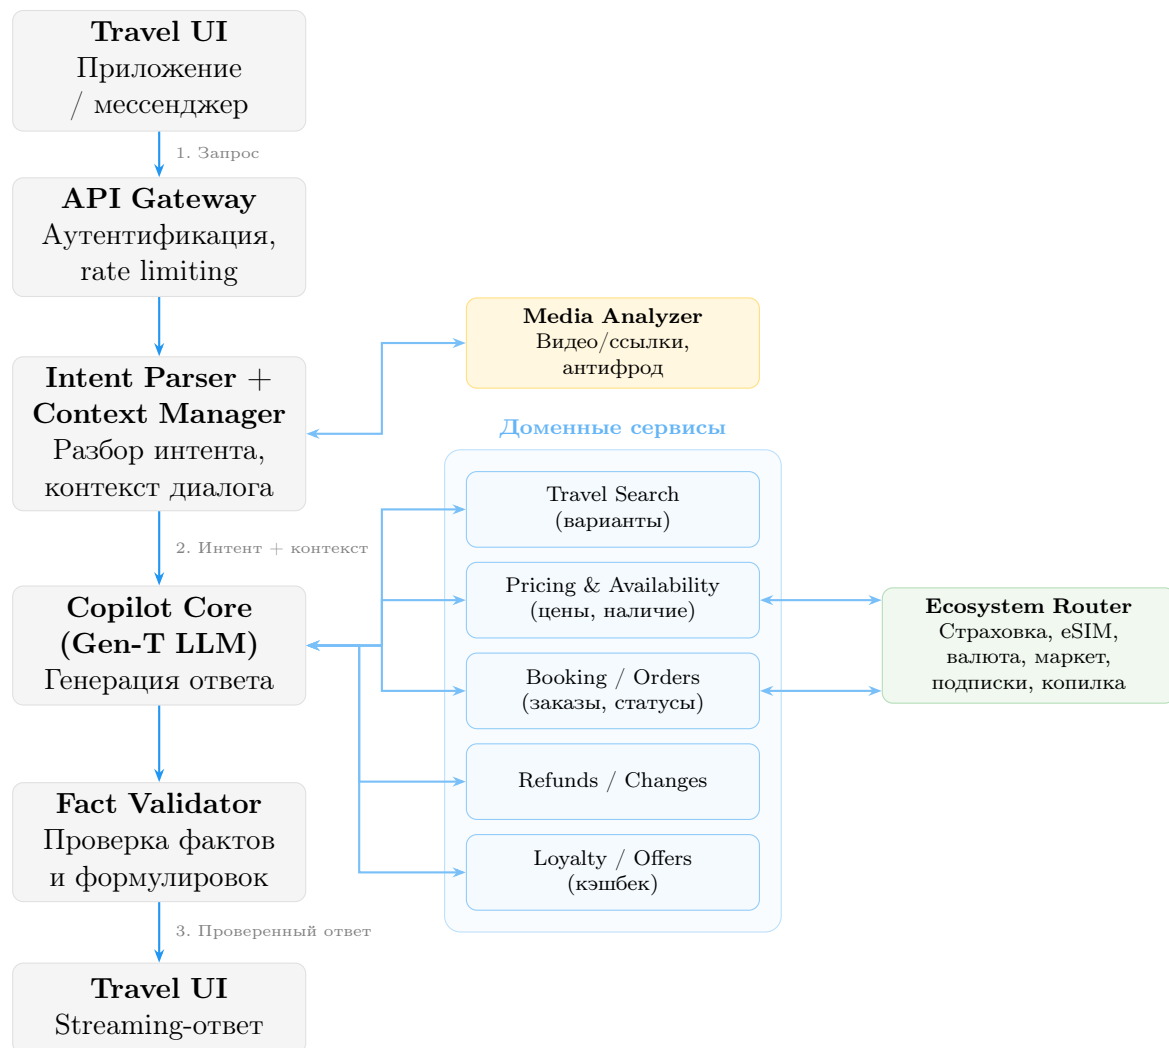 Travel UI
Приложение
/ мессенджер
1. Запрос
API Gateway
Аутентификация,
rate limiting
Intent Parser +
Context Manager
Разбор интента,
контекст диалога
2. Интент + контекст
Copilot Core
(Gen-T LLM)
Генерация ответа
Fact Validator
Проверка фактов
и формулировок
3. Проверенный ответ
Travel UI
Streaming-ответ
Media Analyzer
Видео/ссылки,
антифрод
Доменные сервисы
Travel Search
(варианты)
Pricing & Availability
(цены, наличие)
Booking / Orders
(заказы, статусы)
Refunds / Changes
Loyalty / Offers
(кэшбек)
Ecosystem Router
Страховка, eSIM,
валюта, маркет,
подписки, копилка